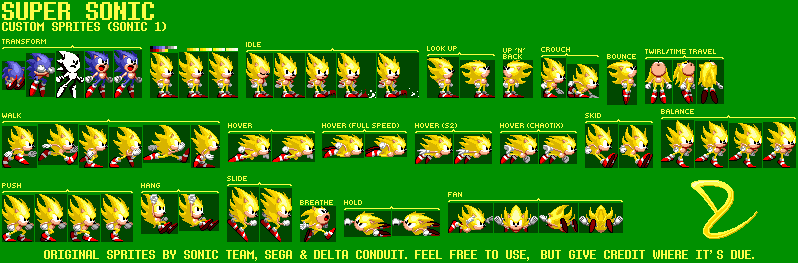 SUPER SONIC
CUSTOM SPRITES (SONIC 1)
TRANSFORM
IDLE
LOOK UP
UP 'N' BACK
CROUCH
BOUNCE
TWIRL/TIME TRAVEL
WALK
HOVER
HOVER (FULL SPEED)
HOVER (S2)
HOVER (CHAOTIX)
SKID
BALANCE
PUSH
HANG
SLIDE
BREATHE
HOLD
FAN
ORIGINAL SPRITES BY SONIC TEAM, SEGA & DELTA CONDUIT. FEEL FREE TO USE, BUT GIVE CREDIT WHERE IT'S DUE.